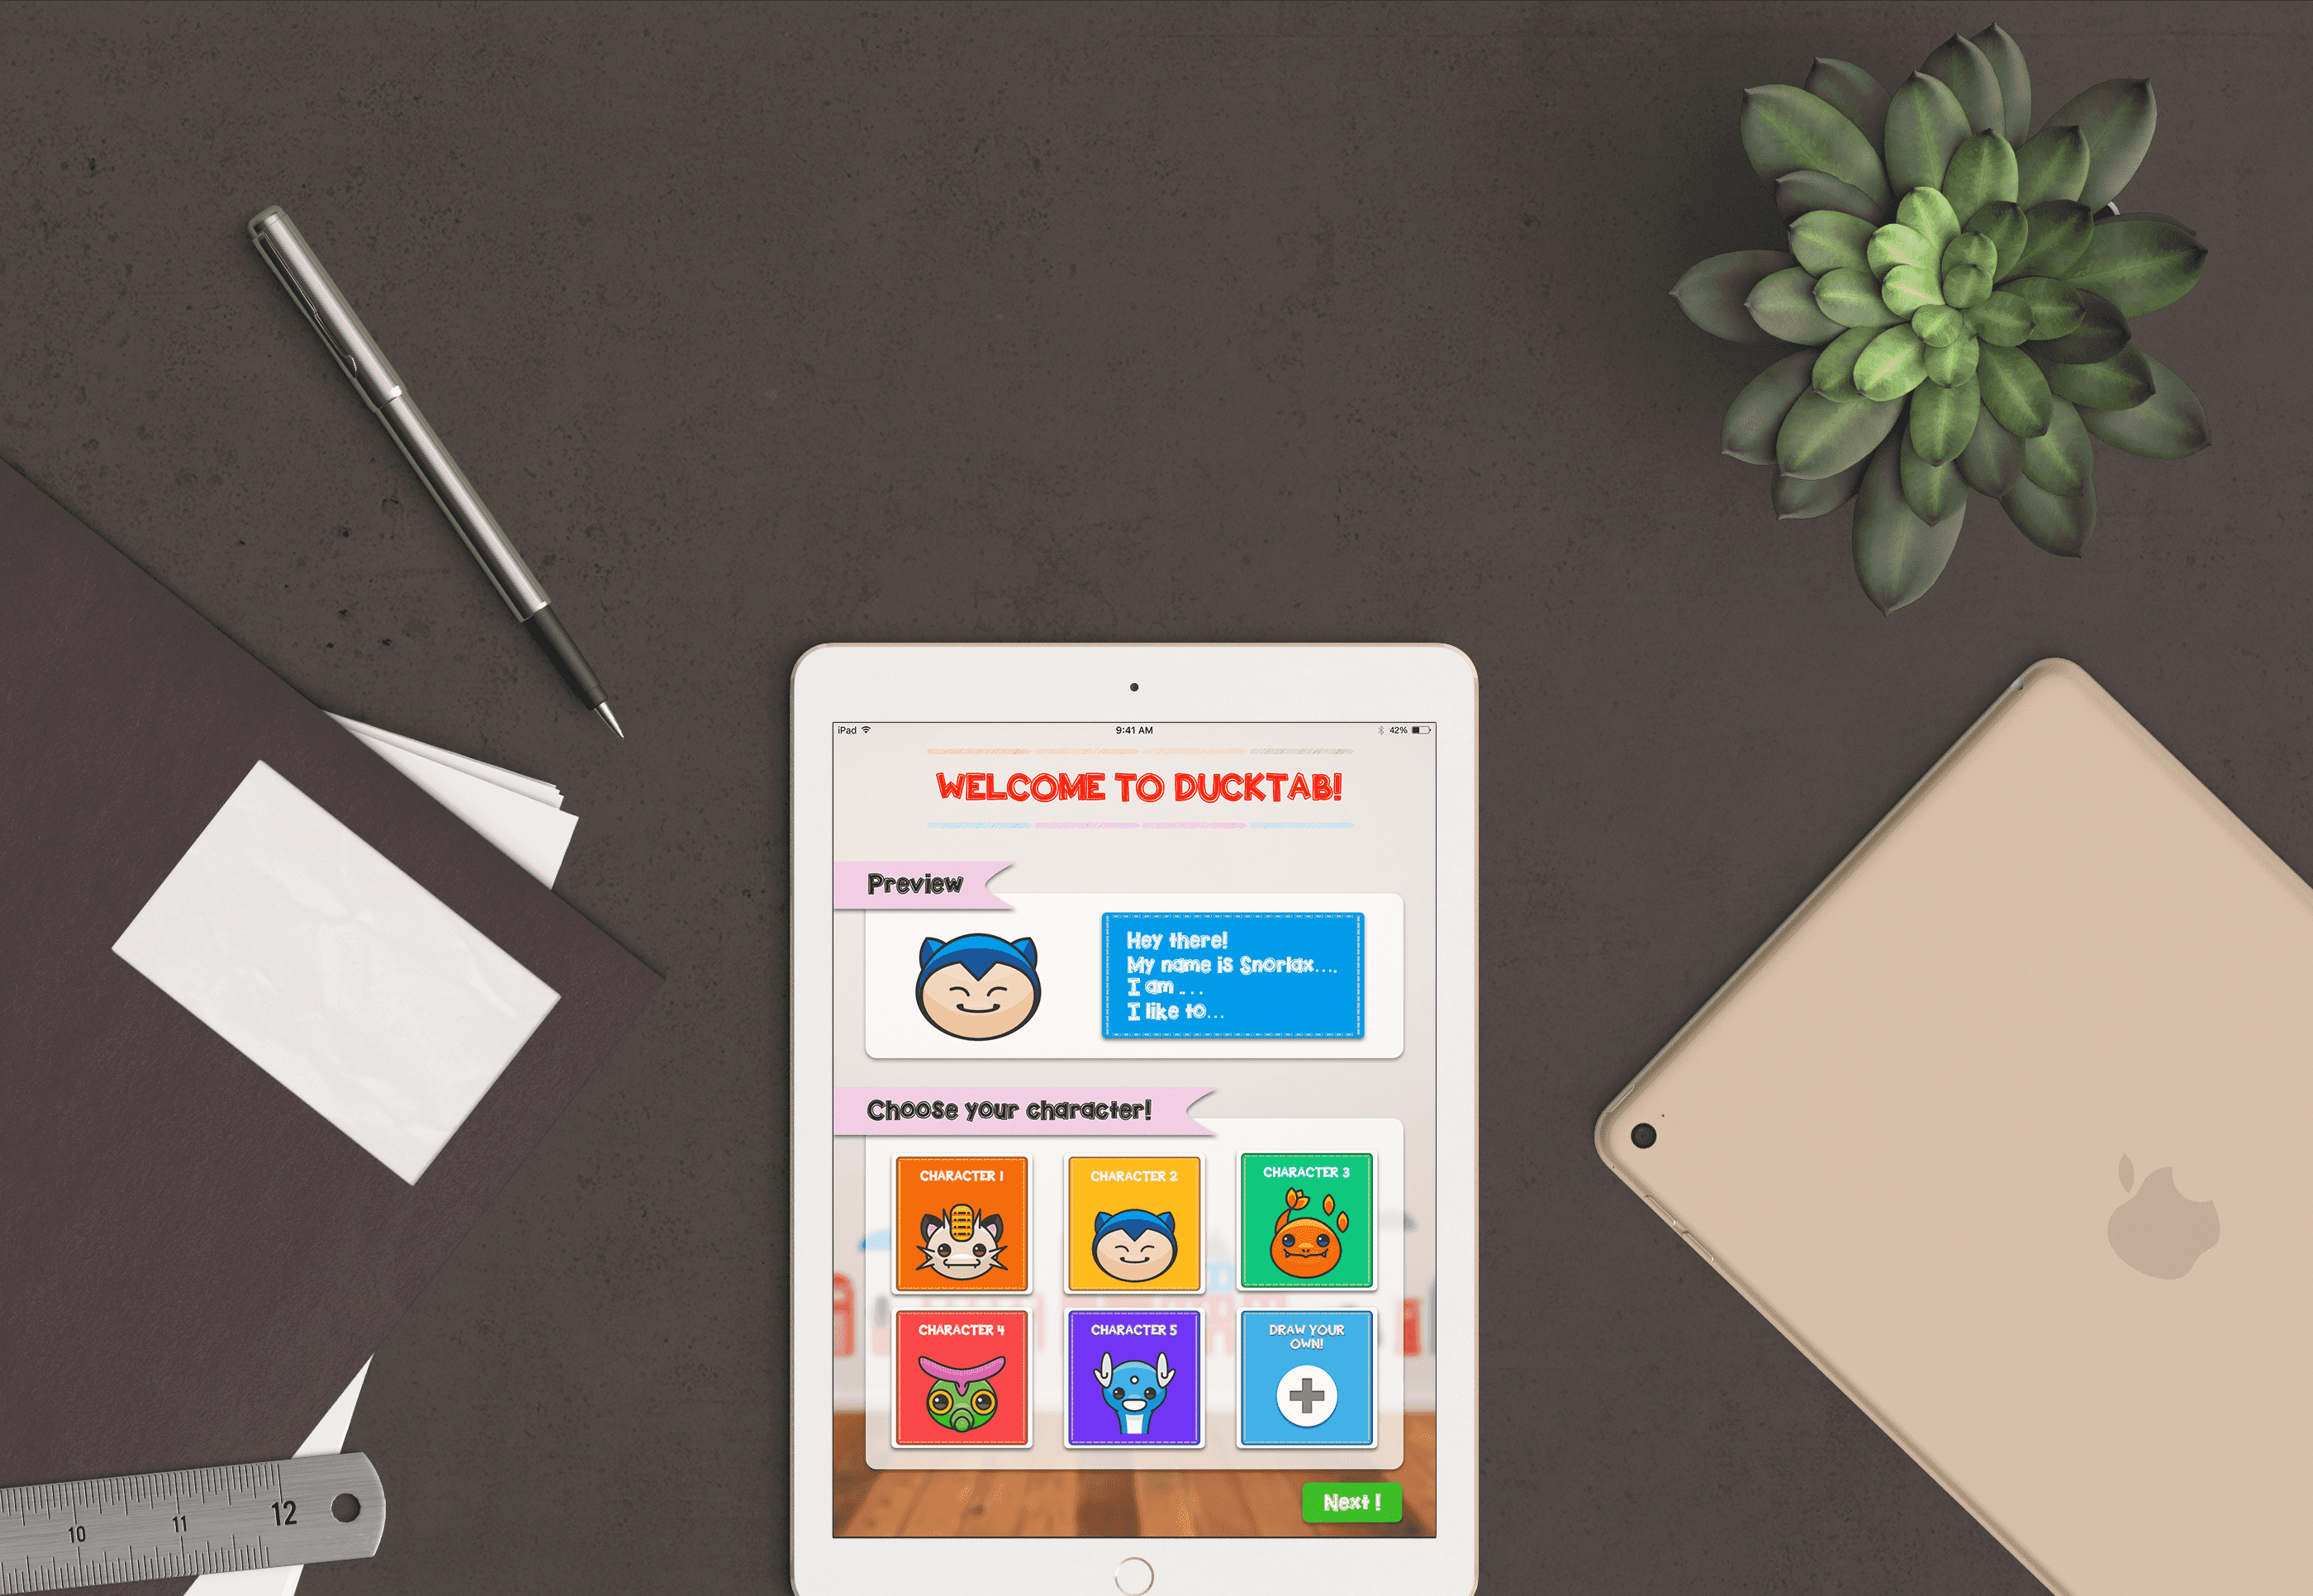 iPad
9:41 AM
42%
WELCOME TO DUCKTAB!
Preview
Hey there!
My name is Snorlax....
I am ...
I like to...
Choose your character!
CHARACTER 1
CHARACTER 2
CHARACTER 3
CHARACTER 4
CHARACTER 5
DRAW YOUR
OWN!
Next !
10
11
12